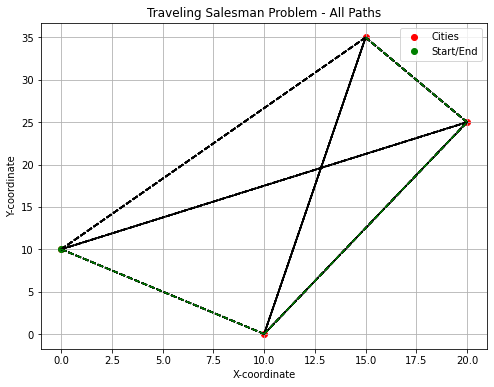 Traveling Salesman Problem - All Paths
Cities
Start/End
35
30
25
20
15
10
5
0
Y-coordinate
0.0 2.5 5.0 7.5 10.0 12.5 15.0 17.5 20.0
X-coordinate